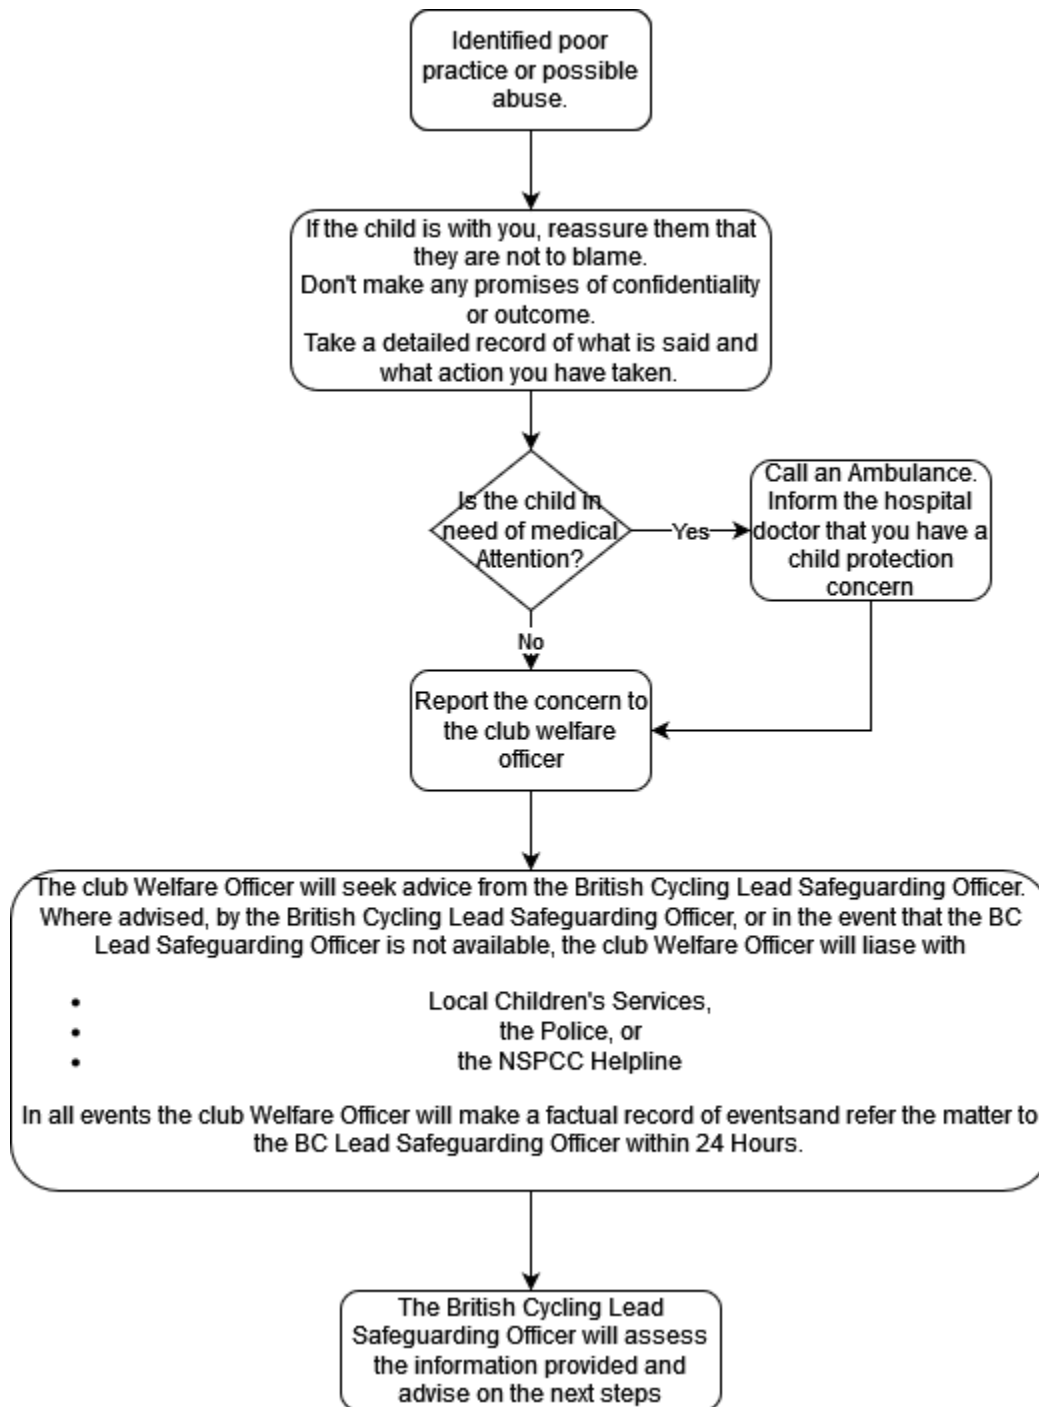 Identified poor
practice or possible
abuse.
If the child is with you, reassure them that
they are not to blame.
Don't make any promises of confidentiality
or outcome.
Take a detailed record of what is said and
what action you have taken.
Is the child in
need of medical
Attention?
Yes
Call an Ambulance.
Inform the hospital
doctor that you have a
child protection
concern
No
Report the concern to
the club welfare
officer
The club Welfare Officer will seek advice from the British Cycling Lead Safeguarding Officer.
Where advised, by the British Cycling Lead Safeguarding Officer, or in the event that the BC
Lead Safeguarding Officer is not available, the club Welfare Officer will liase with
• Local Children's Services,
• the Police, or
• the NSPCC Helpline
In all events the club Welfare Officer will make a factual record of eventsand refer the matter to
the BC Lead Safeguarding Officer within 24 Hours.
The British Cycling Lead
Safeguarding Officer will assess
the information provided and
advise on the next steps